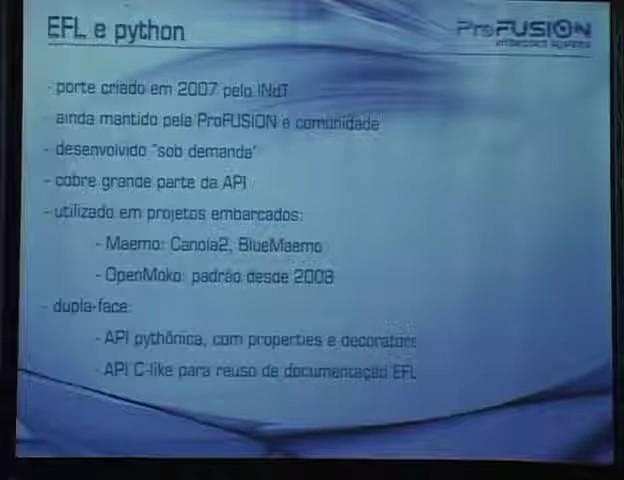 EFL e python
ProFUSION
embedded systems
- porte criado em 2007 pelo INdT
- ainda mantido pela ProFUSION e comunidade
- desenvolvido "sob demanda"
- cobre grande parte da API
- utilizado em projetos embarcados:
- Maemo: Canola2, BlueMaemo
- OpenMoko: padrão desde 2008
- dupla-face:
- API pythônica, com properties e decorators
- API C-like para reuso de documentação EFL